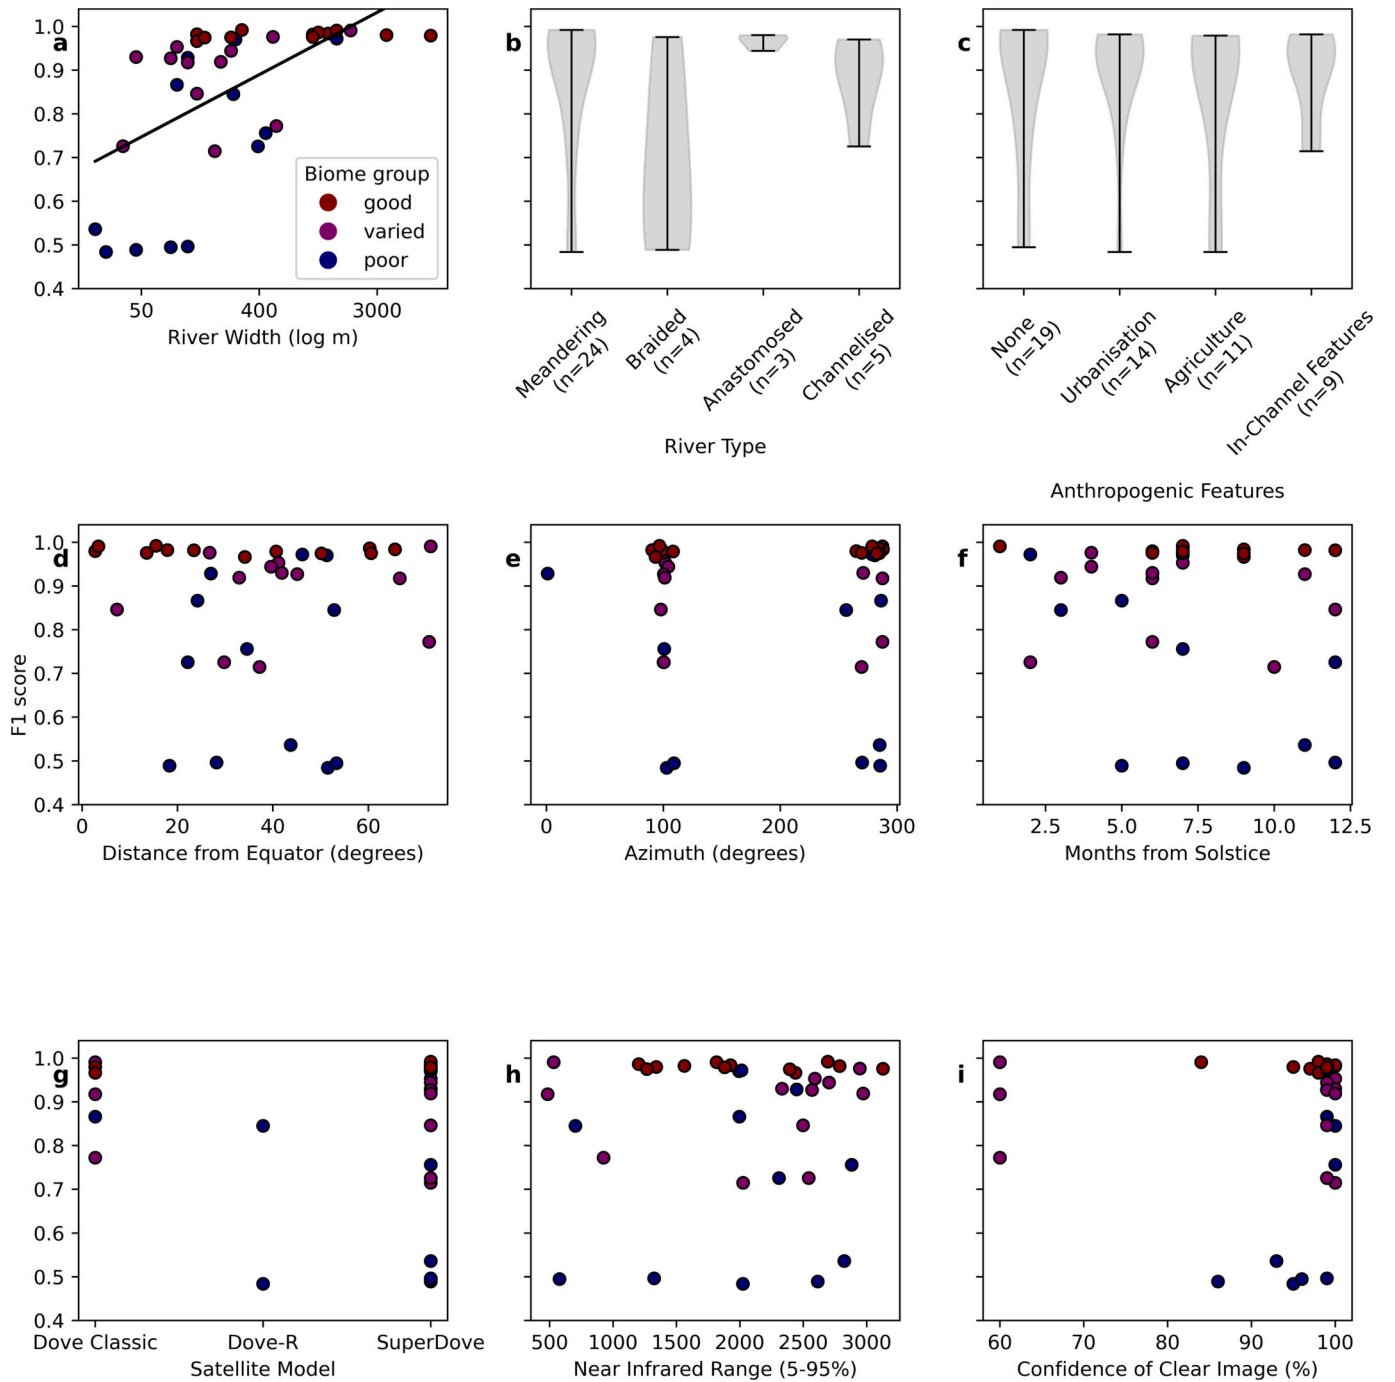 a
1.0
0.9
0.8
0.7
0.6
0.5
0.4
Biome group
good
varied
poor
50
400
3000
River Width (log m)
b
Meandering
(n=24)
Braided
(n=4)
Anastomosed
(n=3)
Channelised
(n=5)
River Type
c
None
(n=19)
Urbanisation
(n=14)
Agriculture
(n=11)
In-Channel Features
(n=9)
Anthropogenic Features
F1 score
d
1.0
0.9
0.8
0.7
0.6
0.5
0.4
0
20
40
60
Distance from Equator (degrees)
e
0
100
200
300
Azimuth (degrees)
f
2.5
5.0
7.5
10.0
12.5
Months from Solstice
g
1.0
0.9
0.8
0.7
0.6
0.5
0.4
Dove Classic
Dove-R
SuperDove
Satellite Model
h
500
1000
1500
2000
2500
3000
Near Infrared Range (5-95%)
i
60
70
80
90
100
Confidence of Clear Image (%)